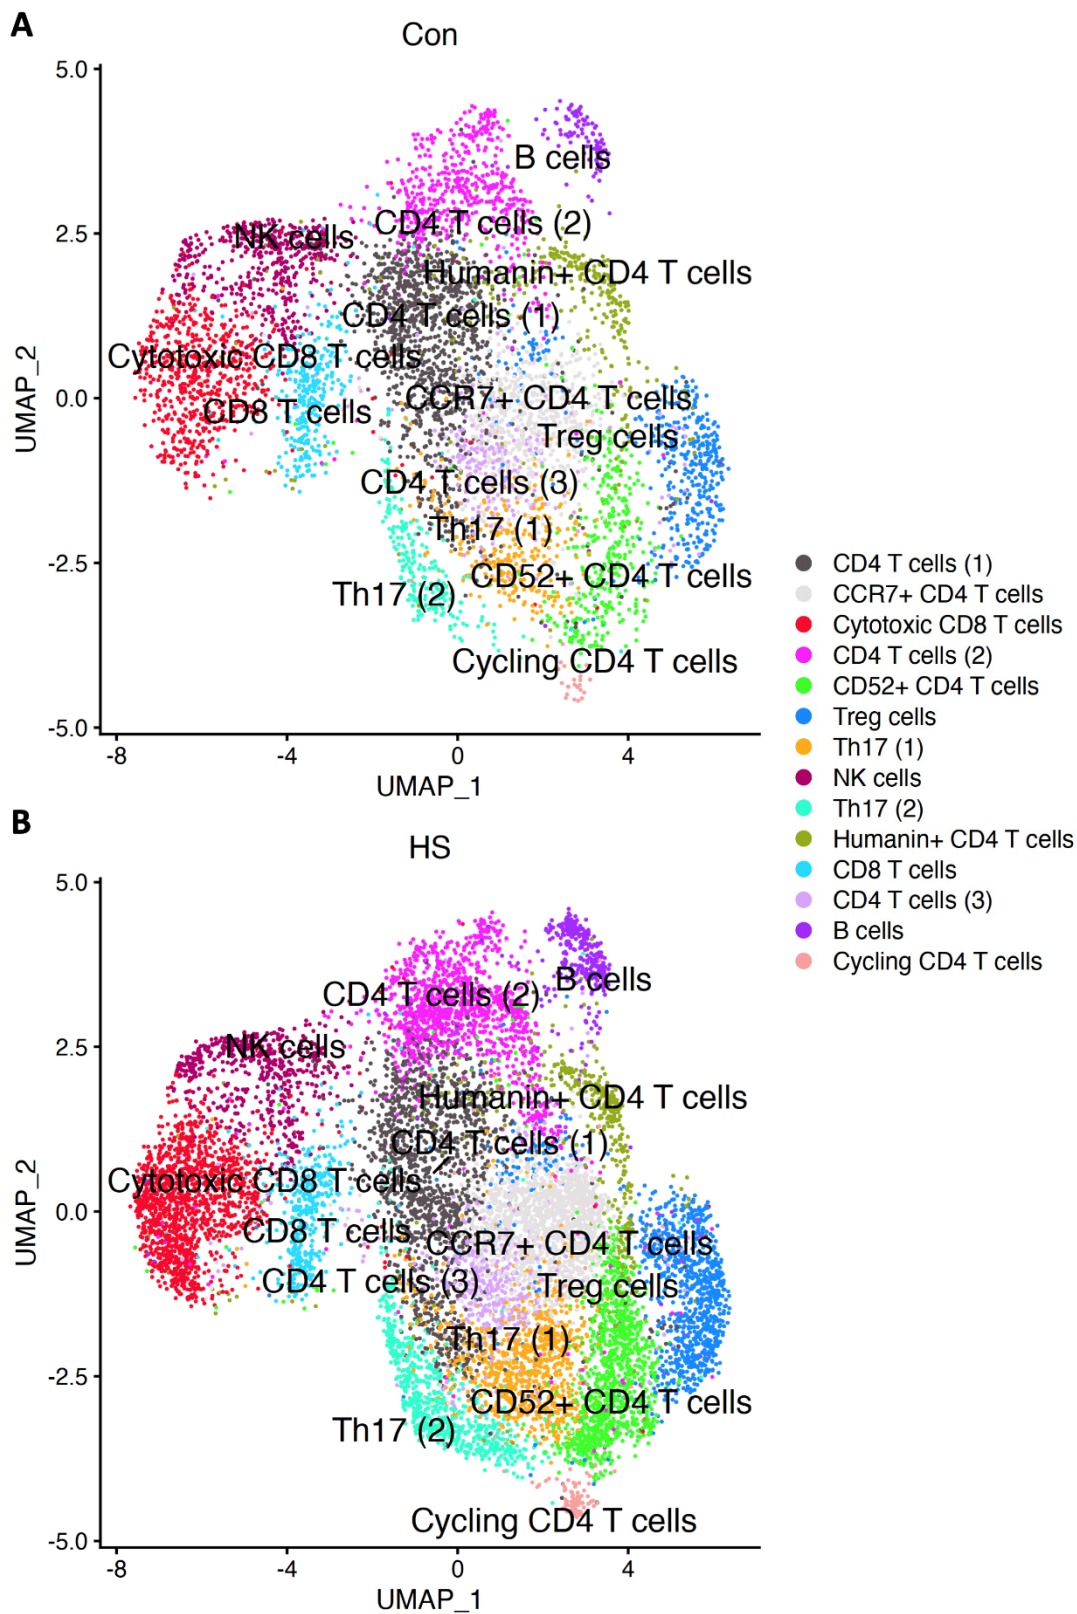 A
Con
5.0
2.5
0.0
-2.5
-5.0
UMAP_2
B cells
CD4 T cells (2)
NK cells
Humanin+ CD4 T cells
CD4 T cells (1)
Cytotoxic CD8 T cells
CCR7+ CD4 T cells
CD8 T cells
Treg cells
CD4 T cells (3)
Th17 (1)
CD52+ CD4 T cells
Th17 (2)
Cycling CD4 T cells
-8
-4
0
4
UMAP_1
CD4 T cells (1)
CCR7+ CD4 T cells
Cytotoxic CD8 T cells
CD4 T cells (2)
CD52+ CD4 T cells
Treg cells
Th17 (1)
NK cells
Th17 (2)
Humanin+ CD4 T cells
CD8 T cells
CD4 T cells (3)
B cells
Cycling CD4 T cells
B
HS
5.0
2.5
0.0
-2.5
-5.0
UMAP_2
B cells
CD4 T cells (2)
NK cells
Humanin+ CD4 T cells
CD4 T cells (1)
Cytotoxic CD8 T cells
CD8 T cells
CCR7+ CD4 T cells
CD4 T cells (3)
Treg cells
Th17 (1)
CD52+ CD4 T cells
Th17 (2)
Cycling CD4 T cells
-8
-4
0
4
UMAP_1